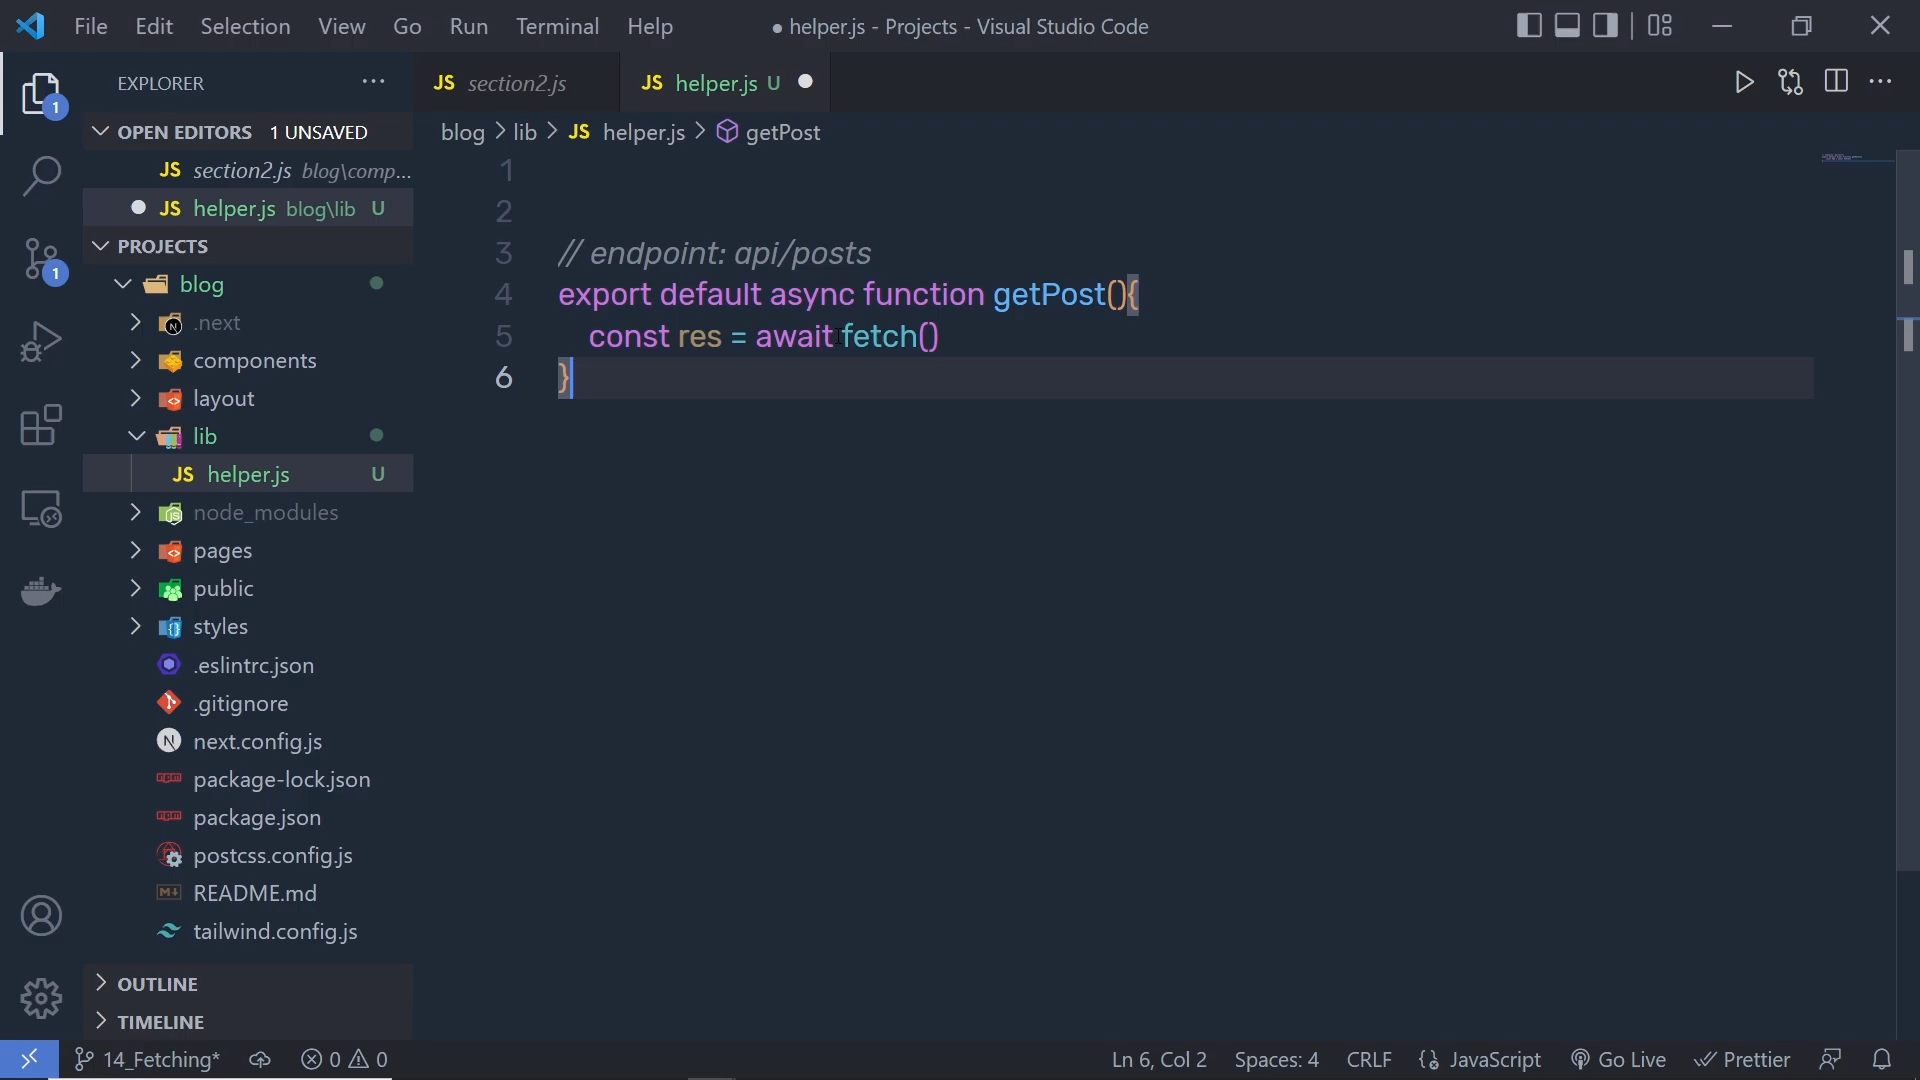 File Edit Selection View Go Run Terminal Help
● helper.js - Projects - Visual Studio Code
EXPLORER
JS section2.js
JS helper.js U
1
OPEN EDITORS 1 UNSAVED
blog > lib > JS helper.js > getPost
JS section2.js blog\comp...
JS helper.js blog\lib U
PROJECTS
blog
.next
components
layout
lib
JS helper.js U
node_modules
pages
public
styles
.eslintrc.json
.gitignore
next.config.js
package-lock.json
package.json
postcss.config.js
README.md
tailwind.config.js
OUTLINE
TIMELINE
1
1
2
3 // endpoint: api/posts
4 export default async function getPost(){
5 const res = await fetch()
6 }
14_Fetching* 0 0
Ln 6, Col 2 Spaces: 4 CRLF JavaScript Go Live Prettier